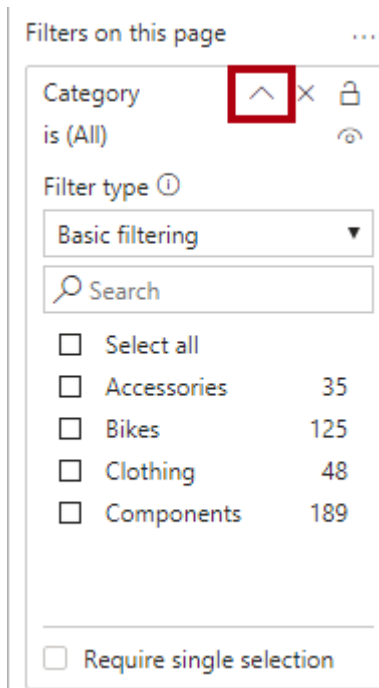 Filters on this page ...
Category
is (All)
Filter type
Basic filtering
Search
Select all
Accessories 35
Bikes 125
Clothing 48
Components 189
Require single selection